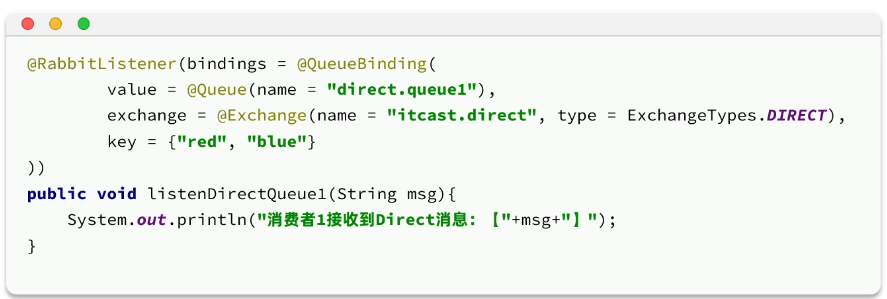 @RabbitListener(bindings = @QueueBinding(
        value = @Queue(name = "direct.queue1"),
        exchange = @Exchange(name = "itcast.direct", type = ExchangeTypes.DIRECT),
        key = {"red", "blue"}
))
public void listenDirectQueue1(String msg){
    System.out.println("消费者1接收到Direct消息：【"+msg+"】");
}